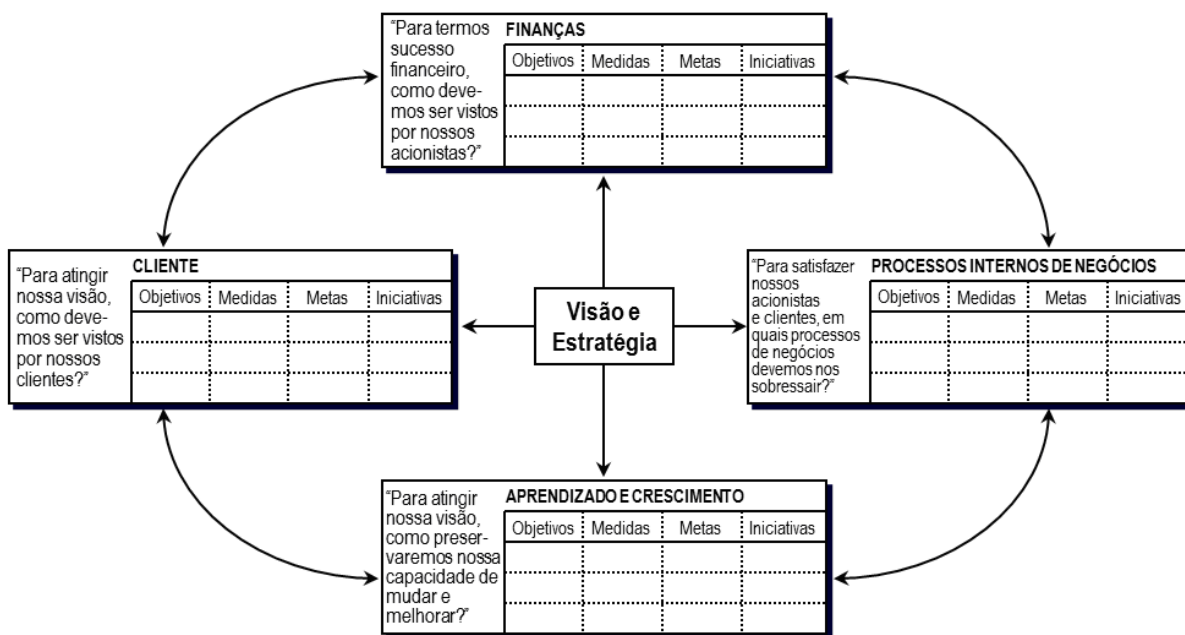 “Para termos
sucesso
financeiro,
como deve-
mos ser vistos
por nossos
acionistas?”
FINANÇAS
Objetivos Medidas Metas Iniciativas
“Para atingir
nossa visão,
como deve-
mos ser vistos
por nossos
clientes?”
CLIENTE
Objetivos Medidas Metas Iniciativas
Visão e
Estratégia
“Para satisfazer
nossos
acionistas
e clientes, em
quais processos
de negócios
devemos nos
sobressair?”
PROCESSOS INTERNOS DE NEGÓCIOS
Objetivos Medidas Metas Iniciativas
“Para atingir
nossa visão,
como preser-
varemos nossa
capacidade de
mudar e
melhorar?”
APRENDIZADO E CRESCIMENTO
Objetivos Medidas Metas Iniciativas